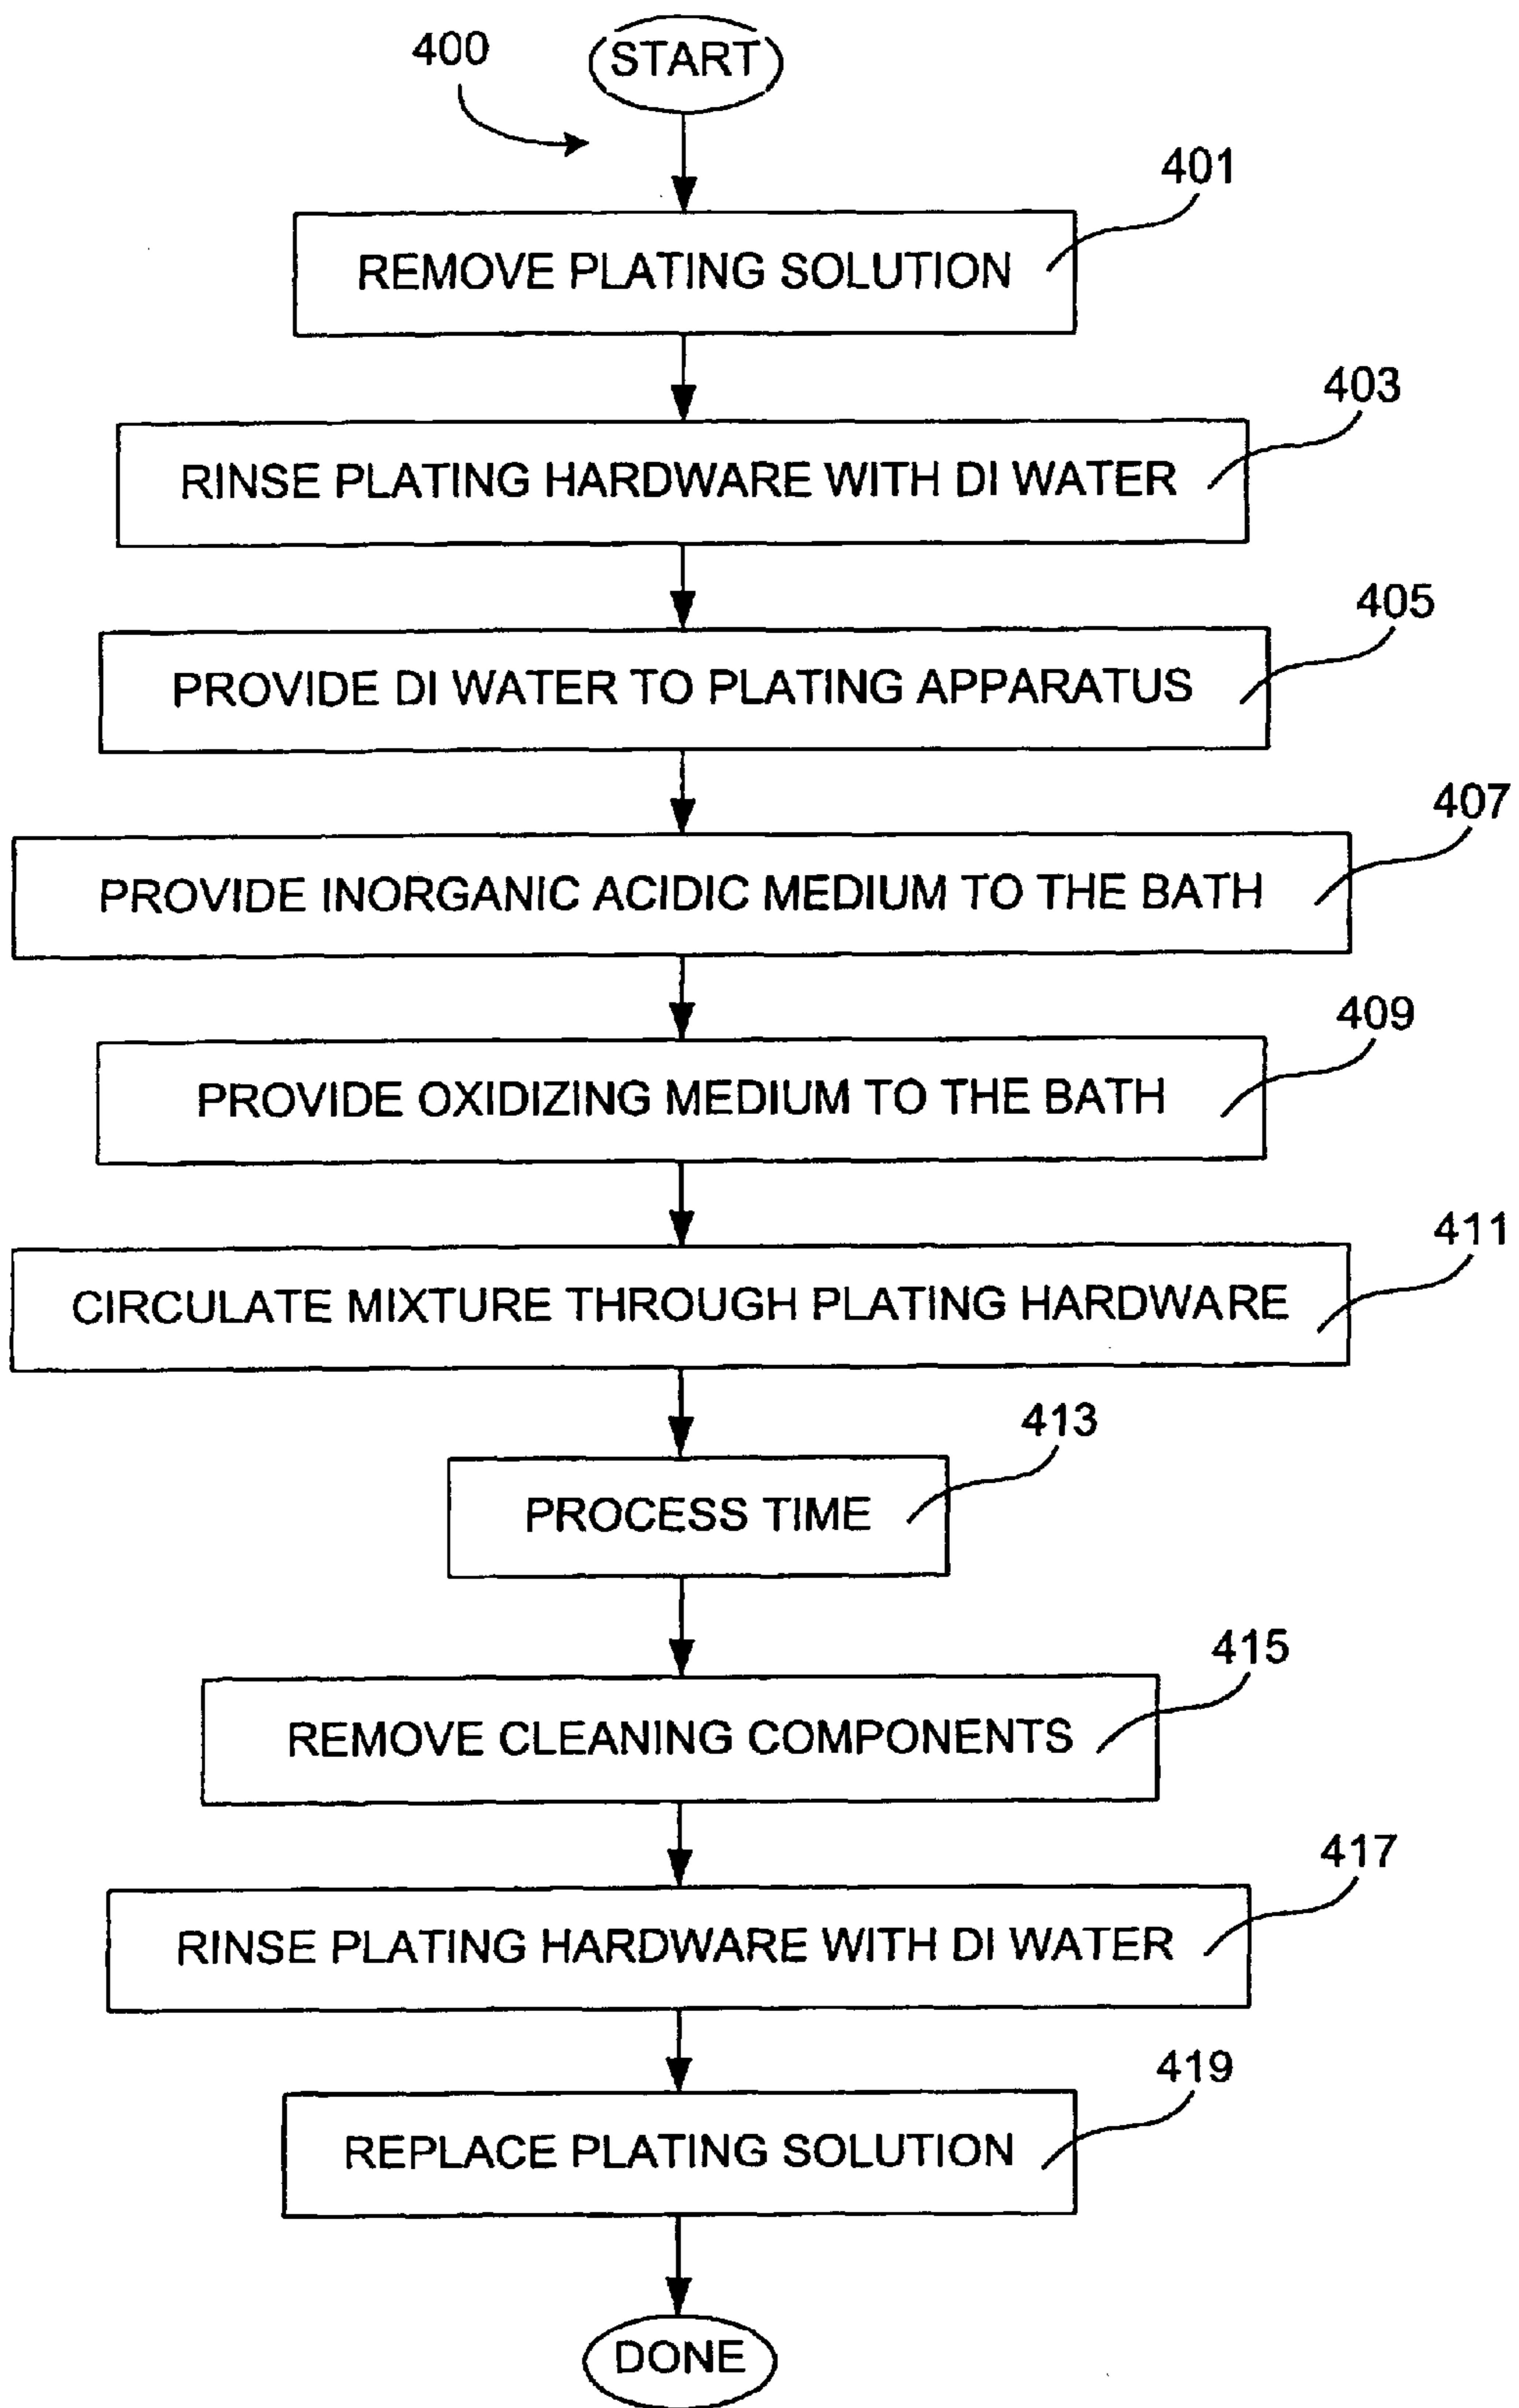 400
START
401
REMOVE PLATING SOLUTION
403
RINSE PLATING HARDWARE WITH DI WATER
405
PROVIDE DI WATER TO PLATING APPARATUS
407
PROVIDE INORGANIC ACIDIC MEDIUM TO THE BATH
409
PROVIDE OXIDIZING MEDIUM TO THE BATH
411
CIRCULATE MIXTURE THROUGH PLATING HARDWARE
413
PROCESS TIME
415
REMOVE CLEANING COMPONENTS
417
RINSE PLATING HARDWARE WITH DI WATER
419
REPLACE PLATING SOLUTION
DONE